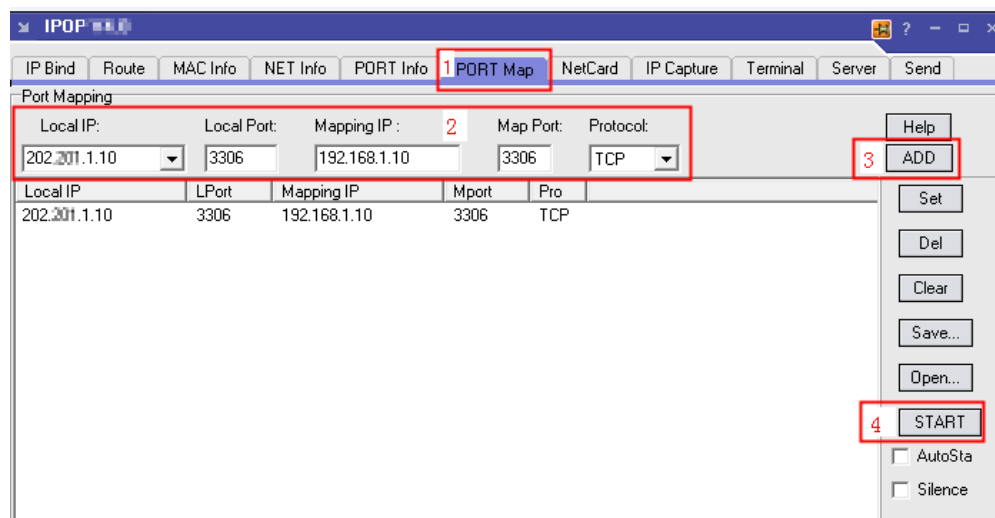 IPOP
?
IP Bind Route MAC Info NET Info PORT Info 1 PORT Map NetCard IP Capture Terminal Server Send
Port Mapping
Local IP: Local Port: Mapping IP : 2 Map Port: Protocol: Help
202.201.1.10 3306 192.168.1.10 3306 TCP 3 ADD
Local IP LPort Mapping IP Mport Pro
Set
202.201.1.10 3306 192.168.1.10 3306 TCP
Del
Clear
Save...
Open...
4 START
AutoSta
Silence